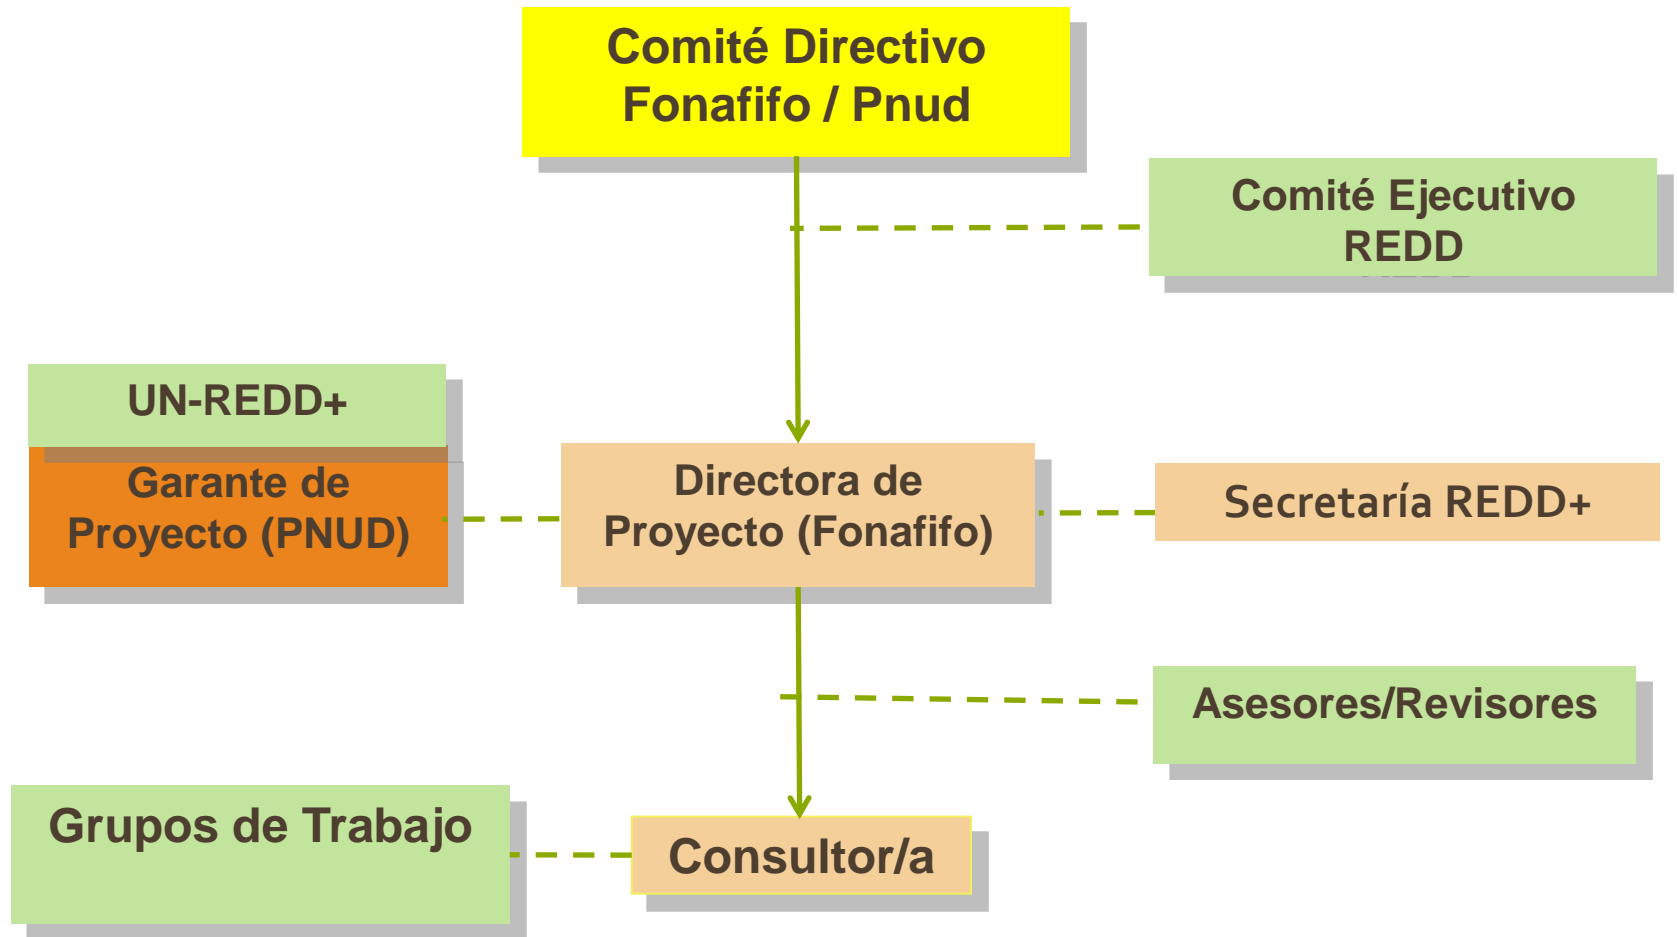 Comité Directivo
Fonafifo / Pnud
Comité Ejecutivo
REDD
UN-REDD+
Garante de
Proyecto (PNUD)
Directora de
Proyecto (Fonafifo)
Secretaría REDD+
Asesores/Revisores
Grupos de Trabajo
Consultor/a